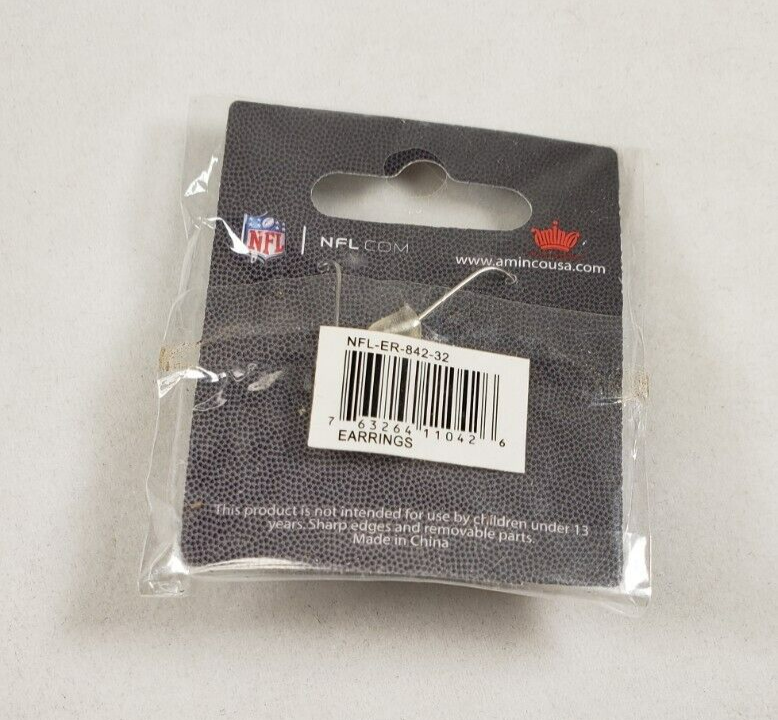 NFL
NFL.COM
aminco
www.amincousa.com
NFL-ER-842-32
7 63264 11042 6
EARRINGS
This product is not intended for use by children under 13
years. Sharp edges and removable parts.
Made in China